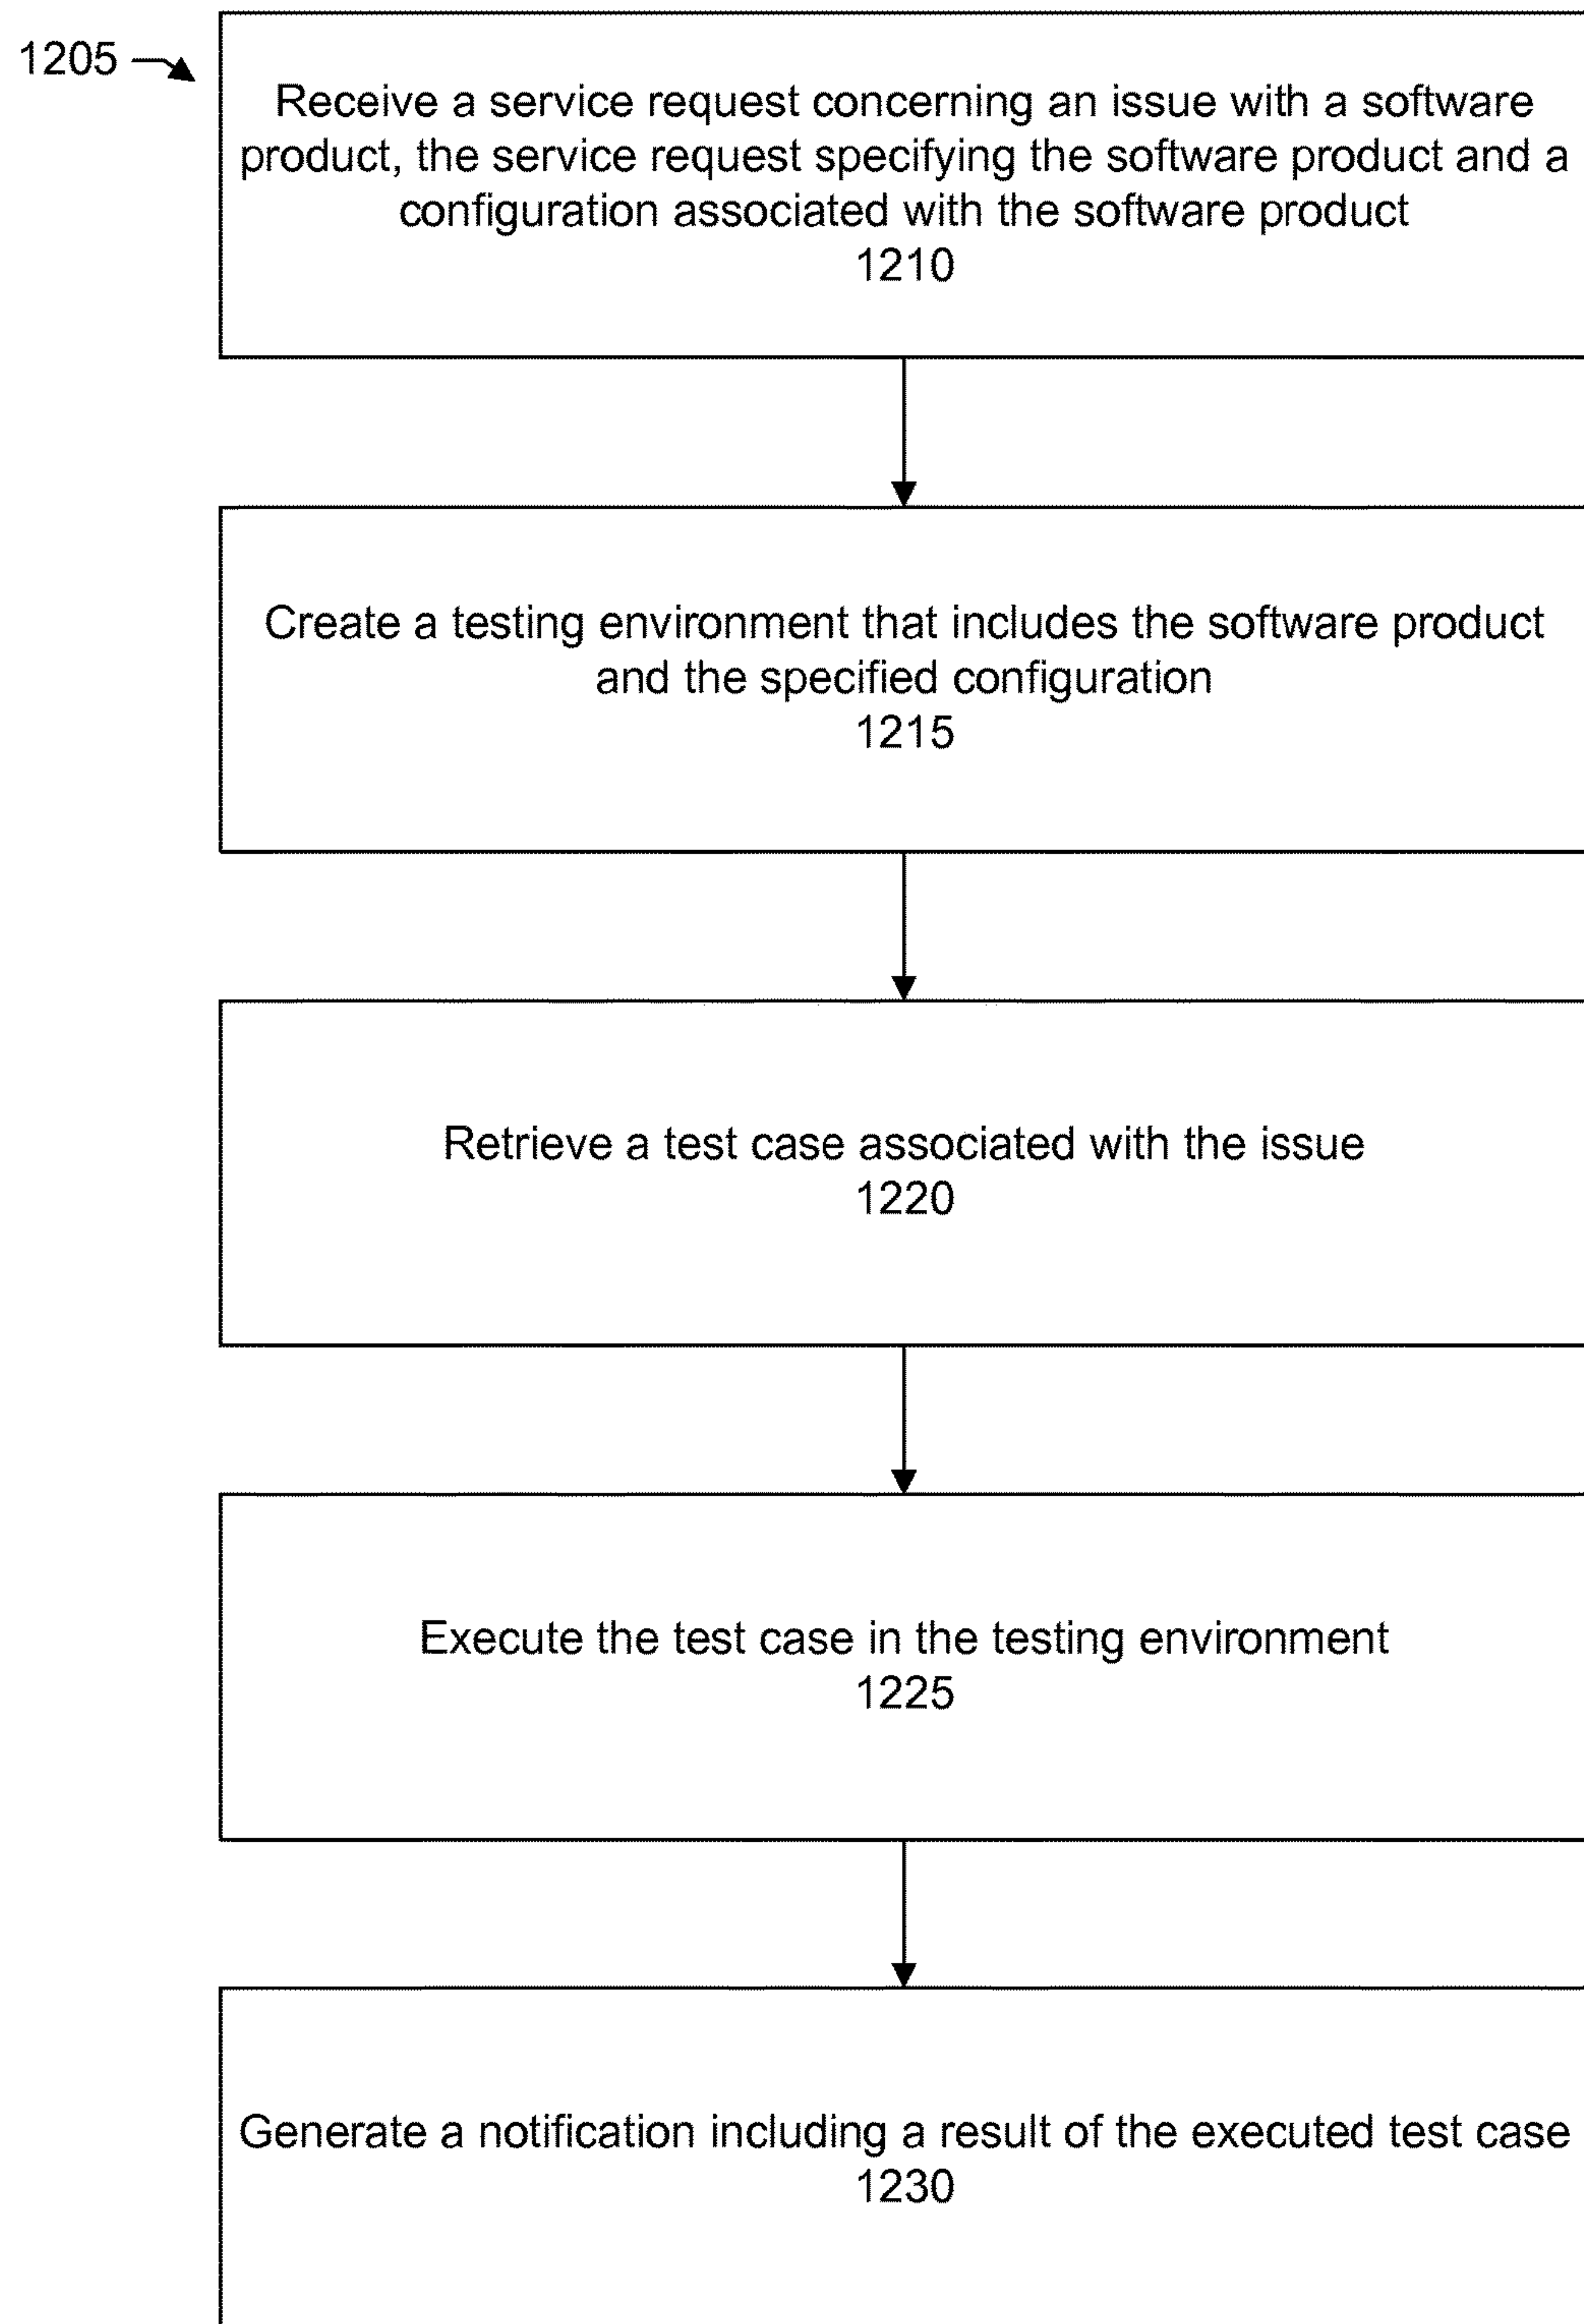 1205
Receive a service request concerning an issue with a software
product, the service request specifying the software product and a
configuration associated with the software product
1210
Create a testing environment that includes the software product
and the specified configuration
1215
Retrieve a test case associated with the issue
1220
Execute the test case in the testing environment
1225
Generate a notification including a result of the executed test case
1230